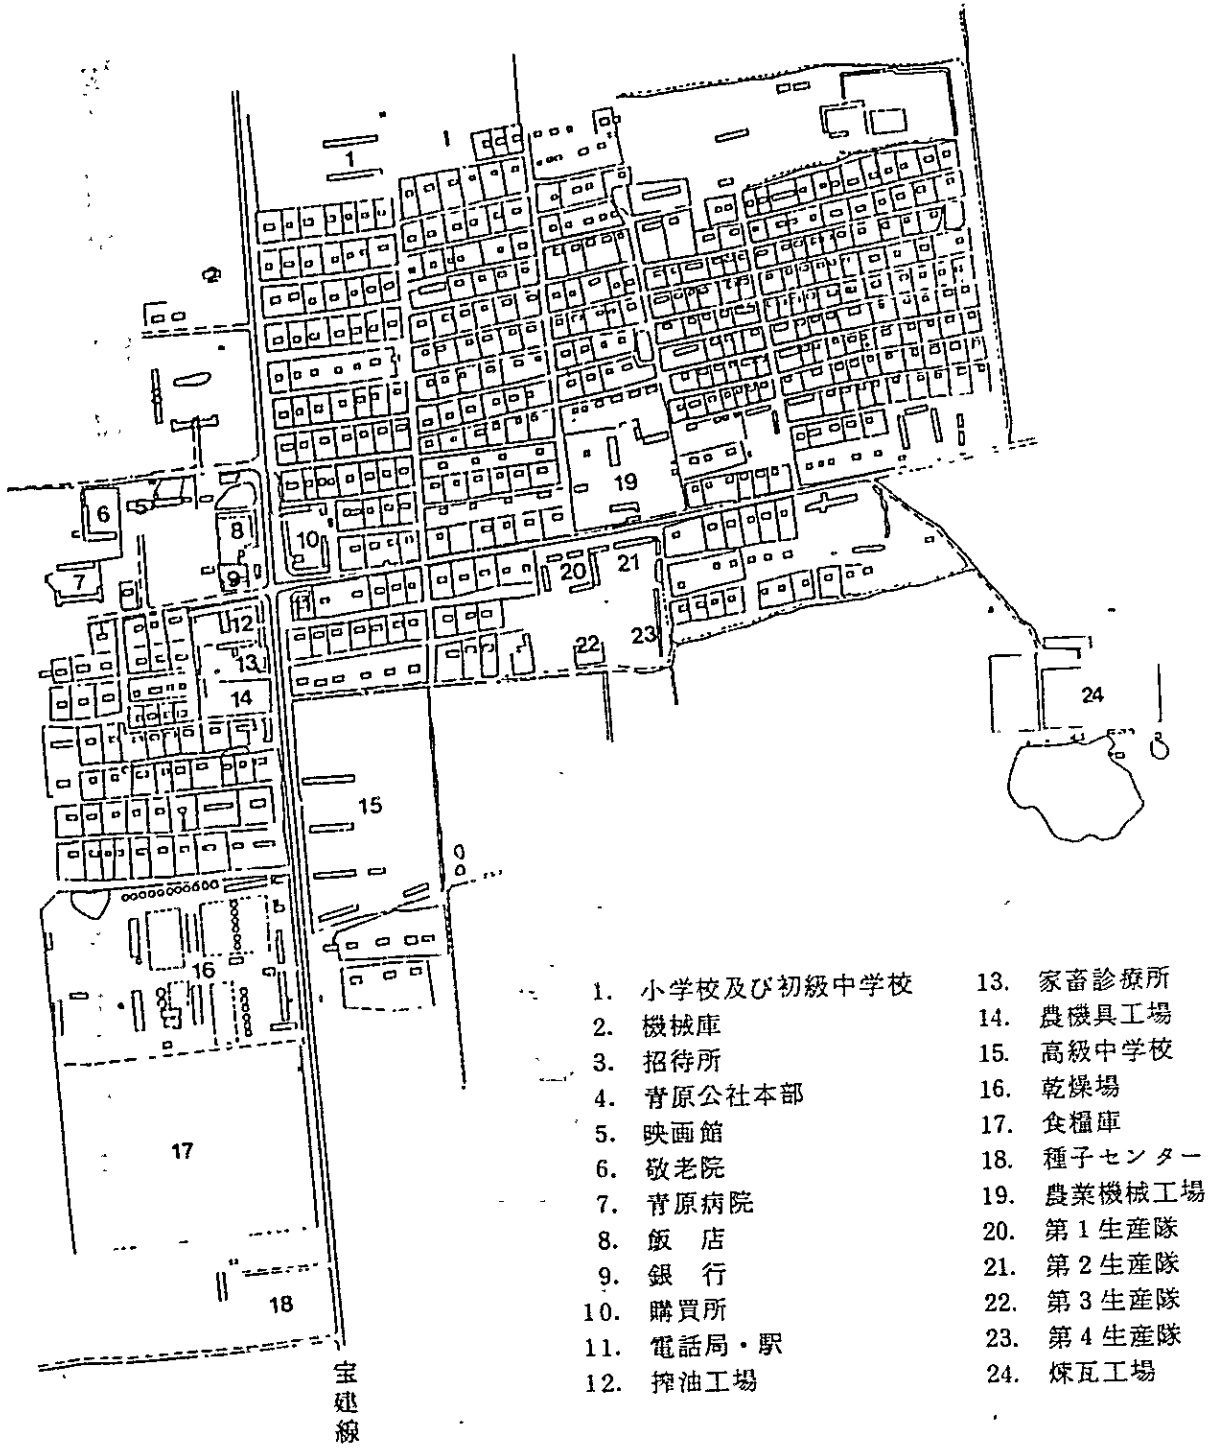 1
2
5
6
7
8
9
10
11
12
13
14
15
16
17
18
19
20
21
22
23
24
宝建線
1. 小学校及び初級中学校
2. 機械庫
3. 招待所
4. 青原公社本部
5. 映画館
6. 敬老院
7. 青原病院
8. 飯 店
9. 銀 行
10. 購買所
11. 電話局・駅
12. 搾油工場
13. 家畜診療所
14. 農機具工場
15. 高級中学校
16. 乾燥場
17. 食糧庫
18. 種子センター
19. 農業機械工場
20. 第1生産隊
21. 第2生産隊
22. 第3生産隊
23. 第4生産隊
24. 煉瓦工場